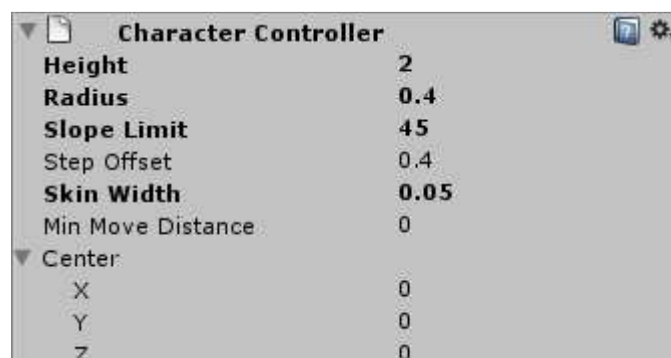 Character Controller
Height 2
Radius 0.4
Slope Limit 45
Step Offset 0.4
Skin Width 0.05
Min Move Distance 0
Center
X 0
Y 0
Z 0